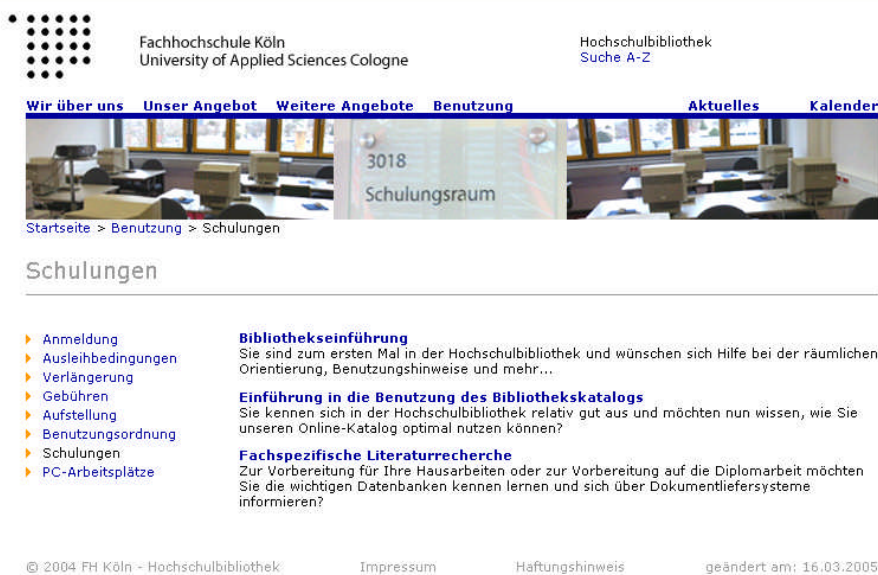 Fachhochschule Köln
University of Applied Sciences Cologne
Hochschulbibliothek
Suche A-Z
Wir über uns Unser Angebot Weitere Angebote Benutzung Aktuelles Kalender
3018
Schulungsraum
Startseite > Benutzung > Schulungen
Schulungen
Anmeldung
Ausleihbedingungen
Verlängerung
Gebühren
Aufstellung
Benutzungsordnung
Schulungen
PC-Arbeitsplätze
Bibliothekseinführung
Sie sind zum ersten Mal in der Hochschulbibliothek und wünschen sich Hilfe bei der räumlichen
Orientierung, Benutzungshinweise und mehr...
Einführung in die Benutzung des Bibliothekskatalogs
Sie kennen sich in der Hochschulbibliothek relativ gut aus und möchten nun wissen, wie Sie
unseren Online-Katalog optimal nutzen können?
Fachspezifische Literaturrecherche
Zur Vorbereitung für Ihre Hausarbeiten oder zur Vorbereitung auf die Diplomarbeit möchten
Sie die wichtigen Datenbanken kennen lernen und sich über Dokumentliefersysteme
informieren?
© 2004 FH Köln - Hochschulbibliothek Impressum Haftungshinweis geändert am: 16.03.2005